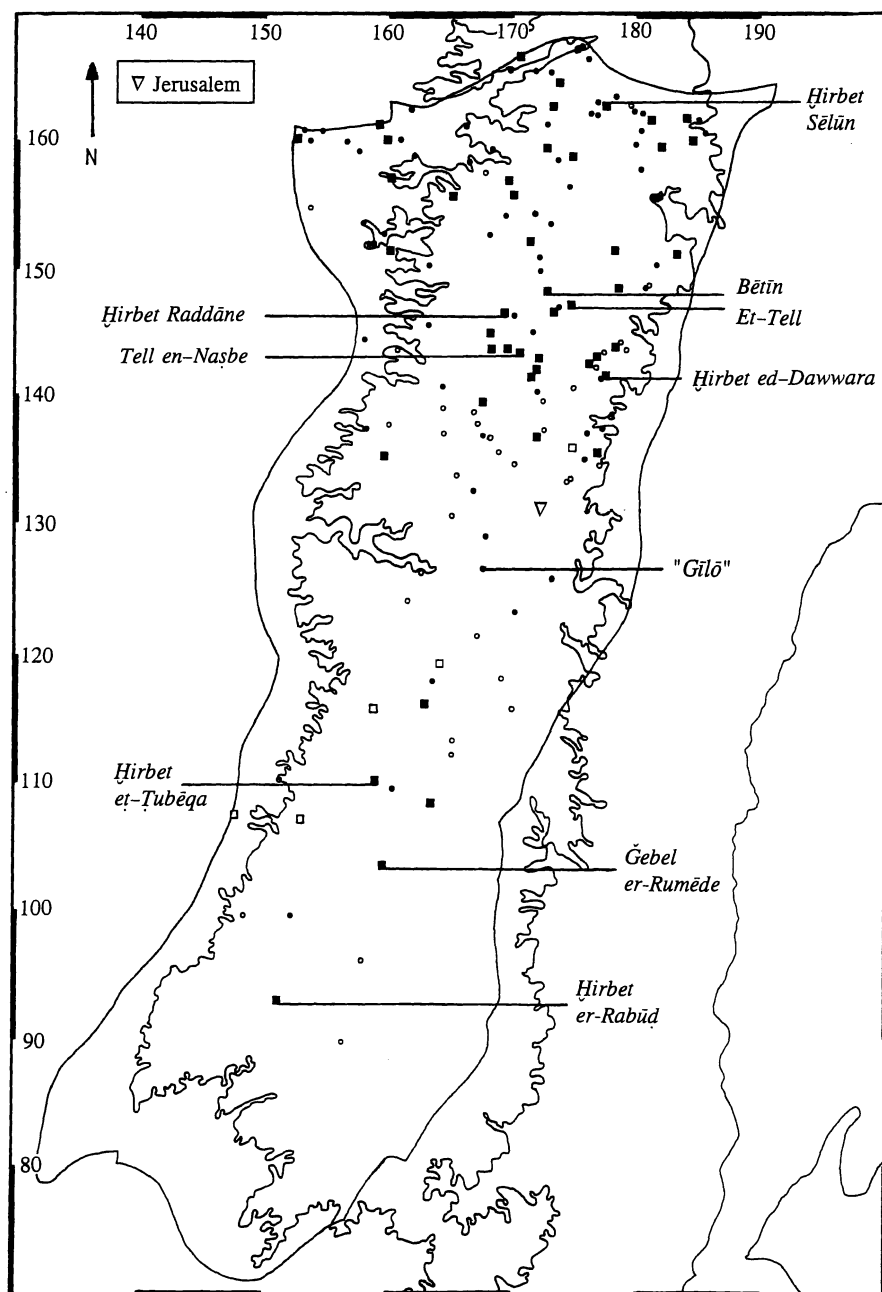 140 150 160 170 180 190
▽ Jerusalem
N
160
150
140
130
120
110
100
90
80
Ḫirbet
Sēlūn
Bētīn
Et–Tell
Ḫirbet Raddāne
Tell en–Naṣbe
Ḫirbet ed–Dawwara
"Gīlō"
Ḫirbet
eṭ–Ṭubēqa
Ǧebel
er-Rumēde
Ḫirbet
er-Rabūḍ